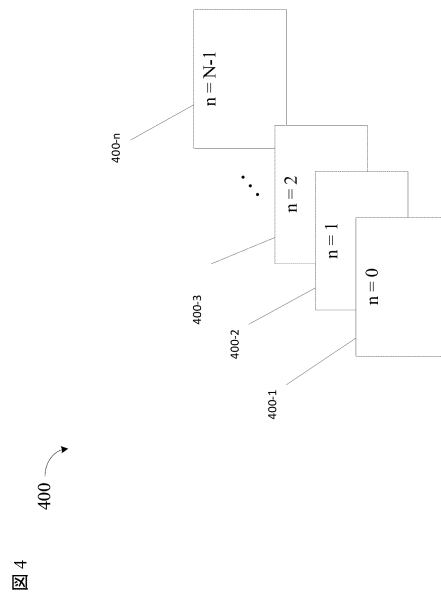 図 4
400
400-1
400-2
400-3
400-n
n = 0
n = 1
n = 2
n = N-1